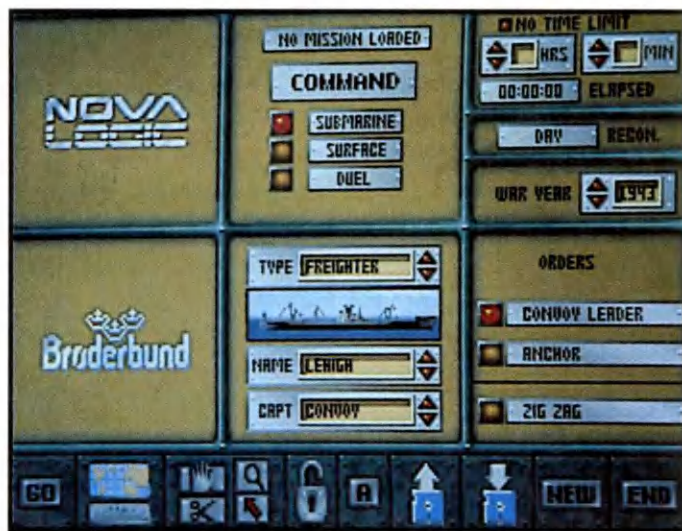 NOVA
LOGIC
NO MISSION LOADED
COMMAND
SUBMARINE
SURFACE
DUEL
NO TIME LIMIT
HRS
MIN
00:00:00 ELAPSED
DAY RECON.
WAR YEAR 1943
Brøderbund
TYPE FREIGHTER
NAME LEHIGH
CAPT CONVOY
ORDERS
CONVOY LEADER
ANCHOR
ZIG ZAG
GO
A
NEW
END